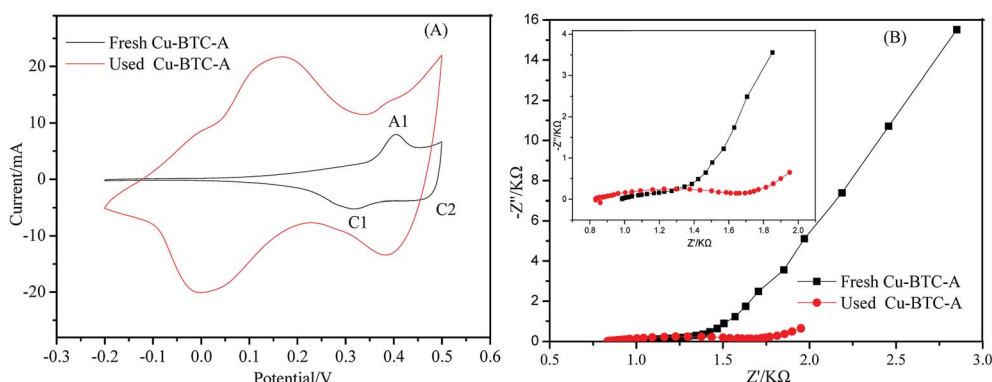 (A)
Fresh Cu-BTC-A
Used Cu-BTC-A
A1
C1
C2
Current/mA
20
10
0
-10
-20
-0.3 -0.2 -0.1 0.0 0.1 0.2 0.3 0.4 0.5 0.6
Potential/V
(B)
-Z''/KΩ
16
14
12
10
8
6
4
2
0
0.5 1.0 1.5 2.0 2.5 3.0
Z'/KΩ
Fresh Cu-BTC-A
Used Cu-BTC-A
-Z''/KΩ
4
3
2
1
0
0.4 0.6 0.8 1.0 1.2 1.4 1.6 1.8 2.0
Z'/KΩ